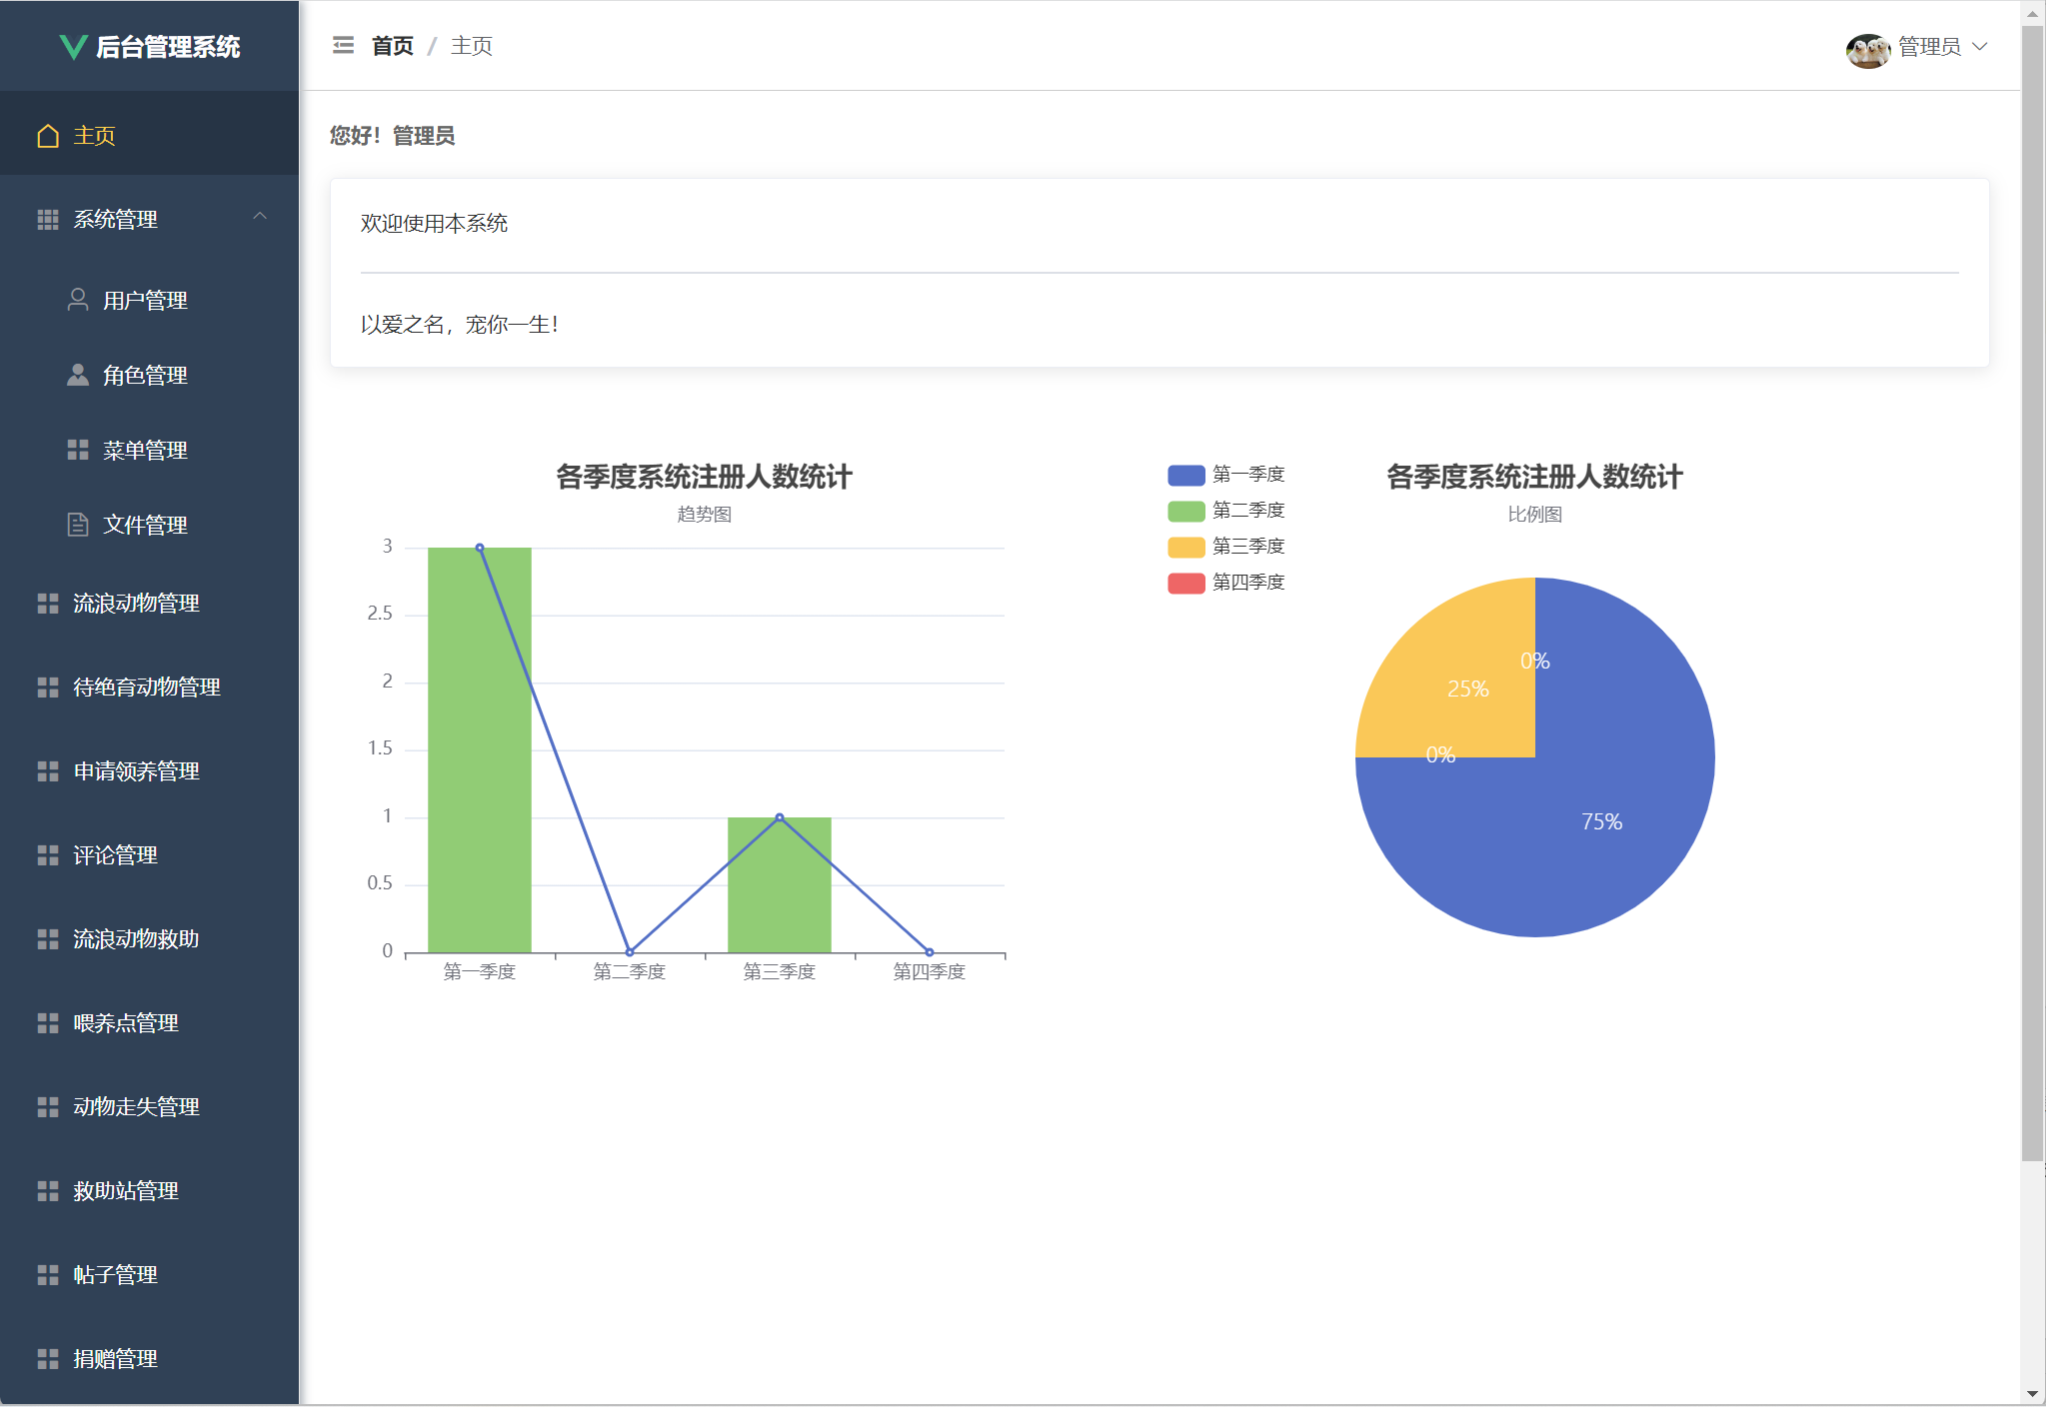 后台管理系统
主页
系统管理
用户管理
角色管理
菜单管理
文件管理
流浪动物管理
待绝育动物管理
申请领养管理
评论管理
流浪动物救助
喂养点管理
动物走失管理
救助站管理
帖子管理
捐赠管理
首页 / 主页
管理员
您好！管理员
欢迎使用本系统
以爱之名，宠你一生！
各季度系统注册人数统计
趋势图
3
2.5
2
1.5
1
0.5
0
第一季度 第二季度 第三季度 第四季度
第一季度
第二季度
第三季度
第四季度
各季度系统注册人数统计
比例图
0%
25%
0%
75%